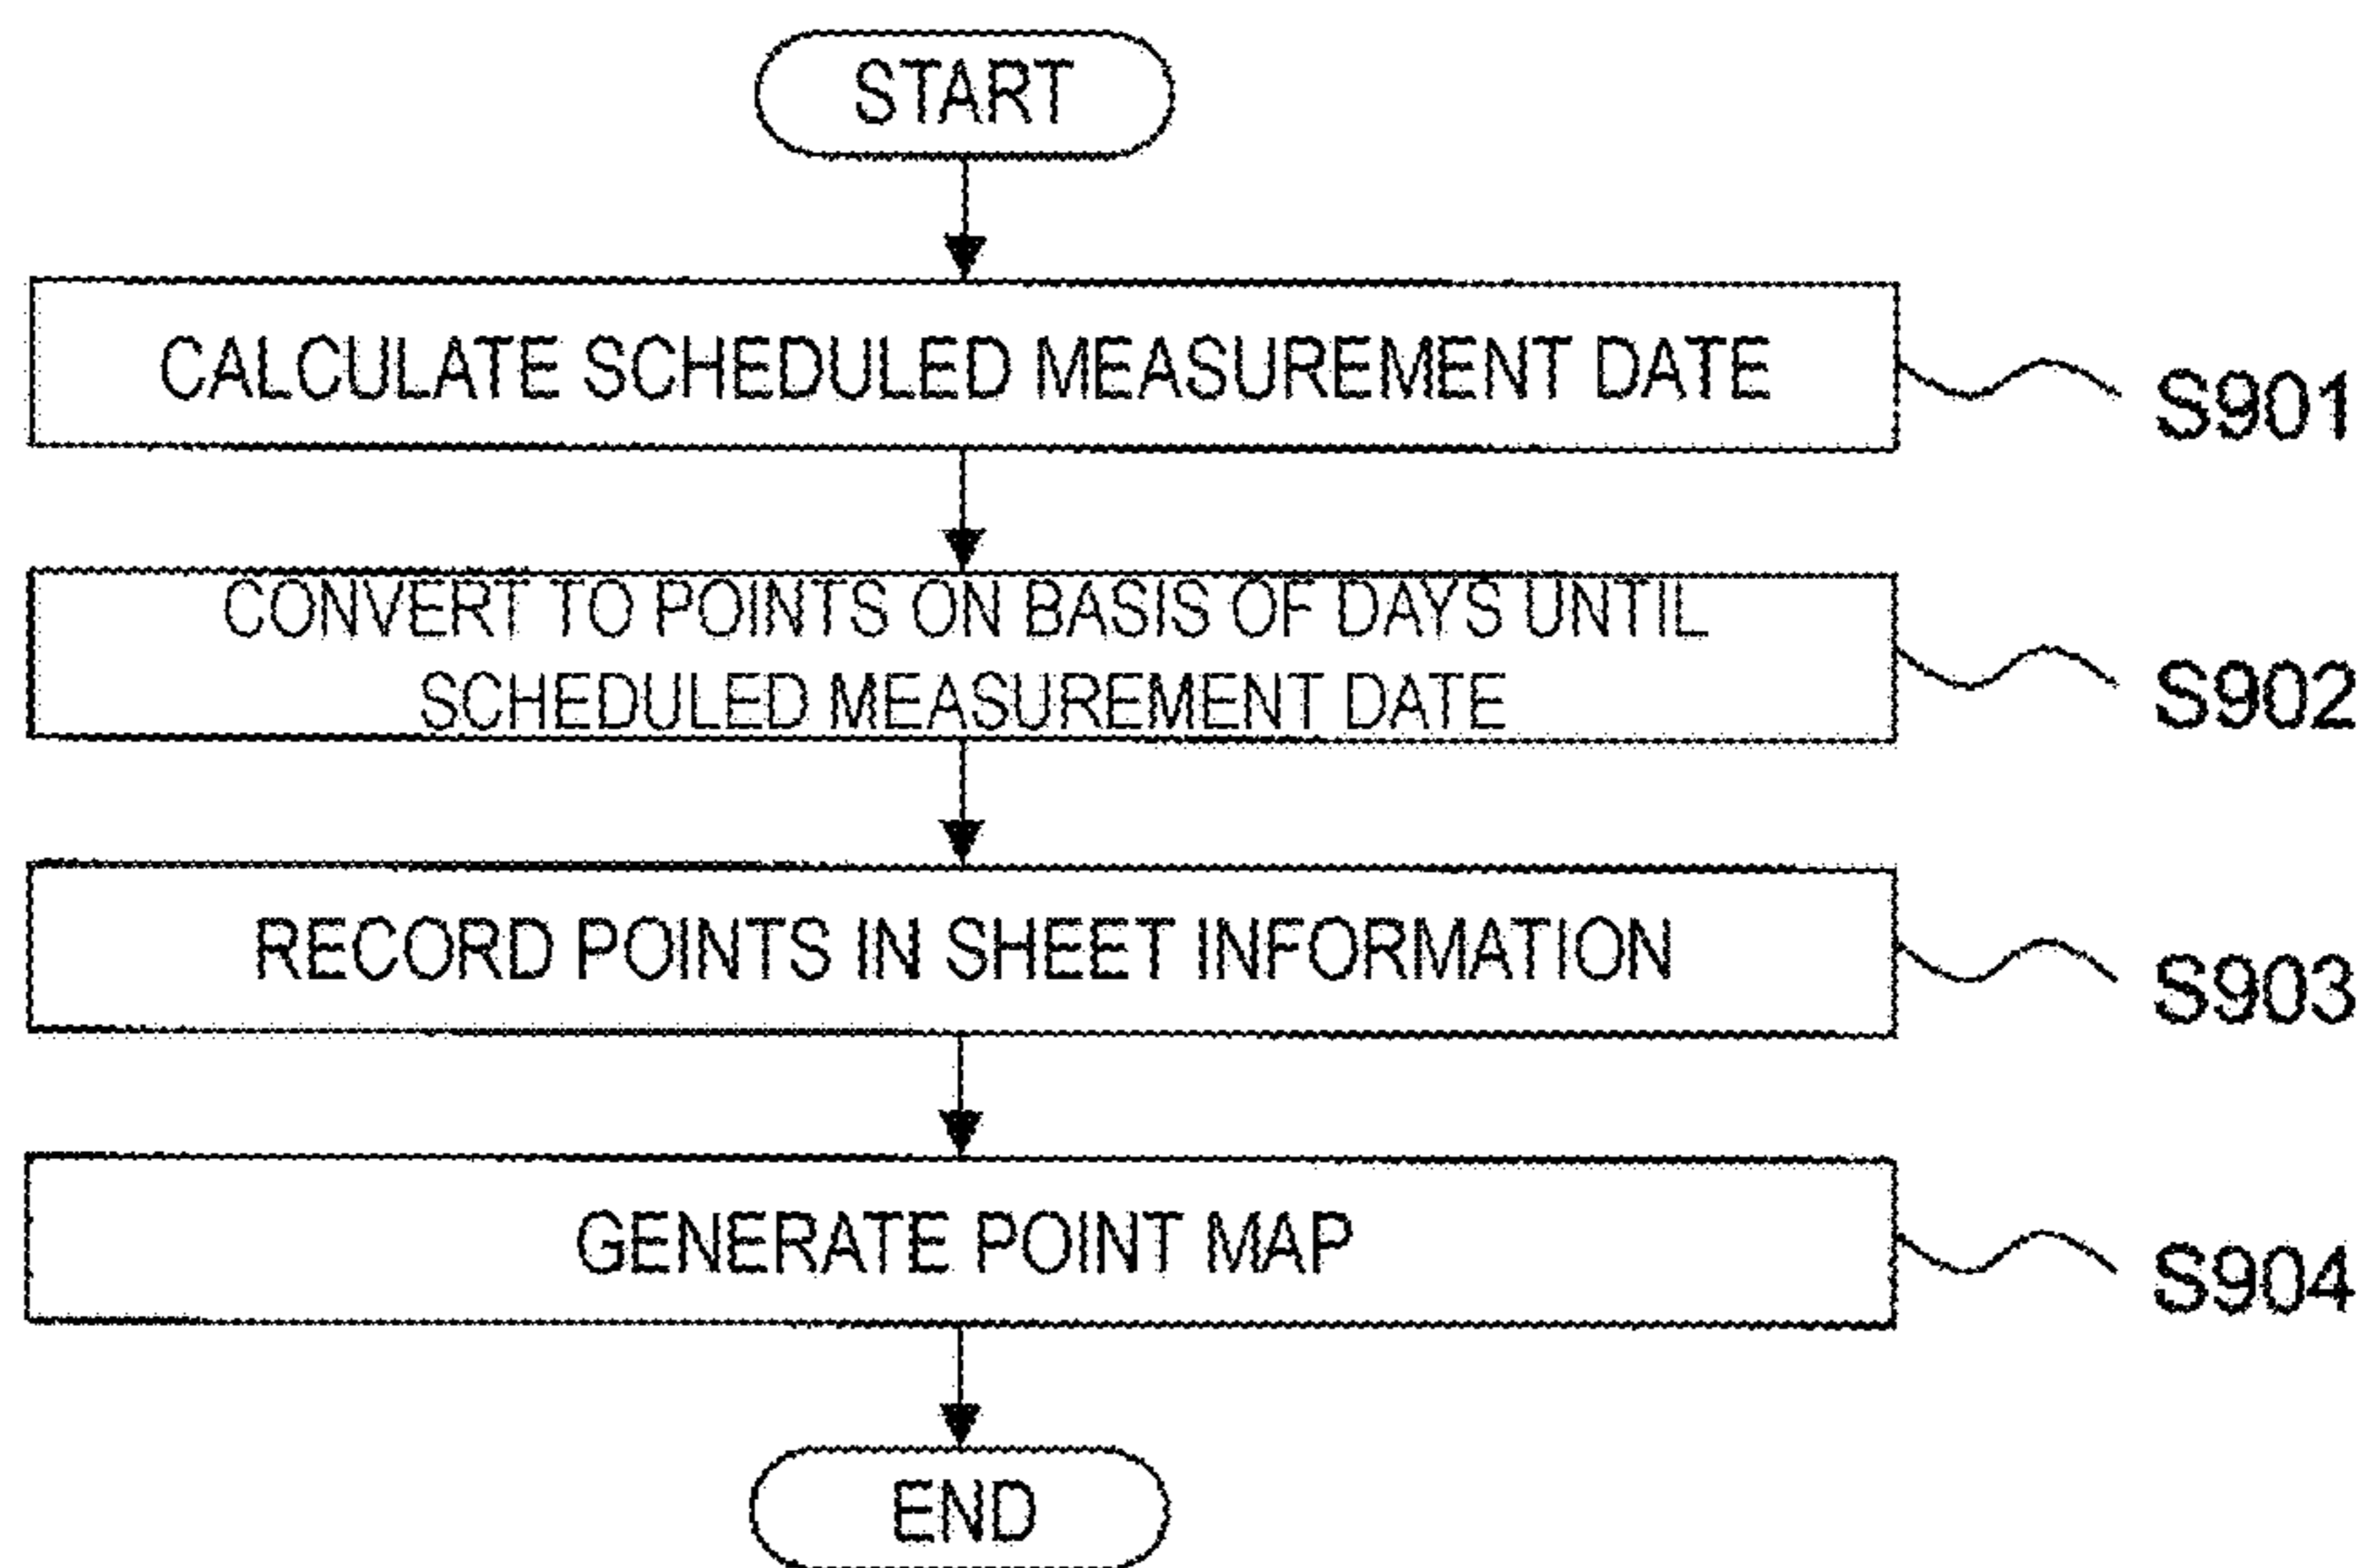 START
CALCULATE SCHEDULED MEASUREMENT DATE
S901
CONVERT TO POINTS ON BASIS OF DAYS UNTIL
SCHEDULED MEASUREMENT DATE
S902
RECORD POINTS IN SHEET INFORMATION
S903
GENERATE POINT MAP
S904
END